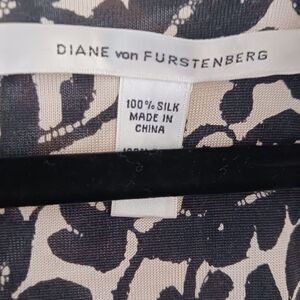 DIANE von FURSTENBERG
100% SILK
MADE IN
CHINA